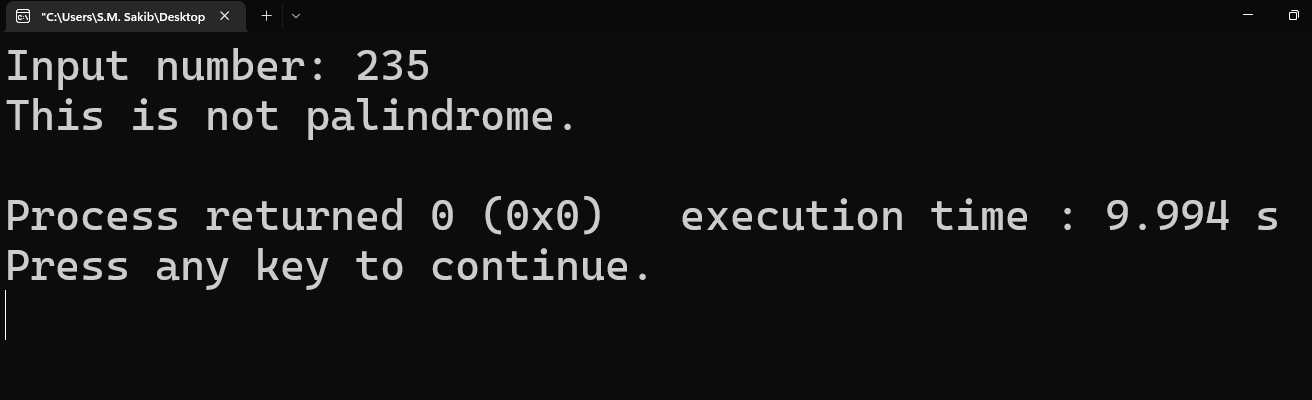 "C:\Users\S.M. Sakib\Desktop
Input number: 235
This is not palindrome.
Process returned 0 (0x0)   execution time : 9.994 s
Press any key to continue.